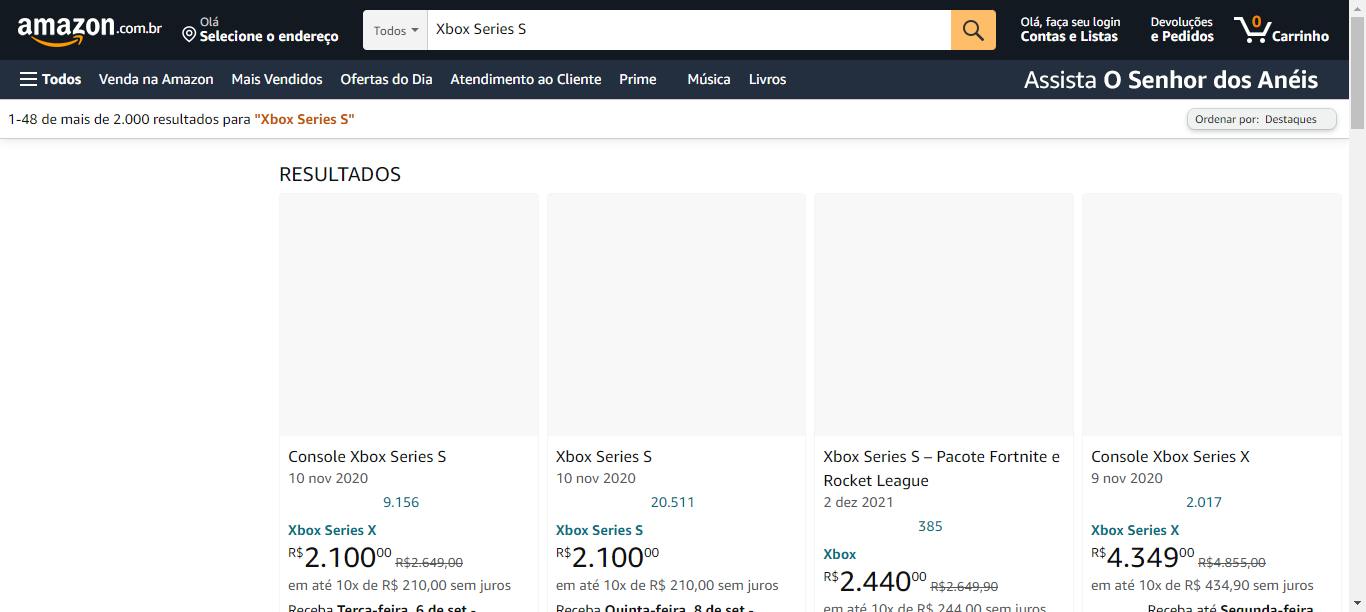 amazon.com.br
Olá
Selecione o endereço
Todos
Xbox Series S
Olá, faça seu login
Contas e Listas
Devoluções
e Pedidos
0
Carrinho
Todos
Venda na Amazon
Mais Vendidos
Ofertas do Dia
Atendimento ao Cliente
Prime
Música
Livros
Assista O Senhor dos Anéis
1-48 de mais de 2.000 resultados para "Xbox Series S"
Ordenar por: Destaques
RESULTADOS
Console Xbox Series S
10 nov 2020
9.156
Xbox Series X
R$2.10000 R$2.649,00
em até 10x de R$ 210,00 sem juros
Receba Terça-feira, 6 de set -
Xbox Series S
10 nov 2020
20.511
Xbox Series S
R$2.10000
em até 10x de R$ 210,00 sem juros
Receba Quinta-feira, 8 de set -
Xbox Series S – Pacote Fortnite e
Rocket League
2 dez 2021
385
Xbox
R$2.44000 R$2.649,90
em até 10x de R$ 244,00 sem juros
Console Xbox Series X
9 nov 2020
2.017
Xbox Series X
R$4.34900 R$4.855,00
em até 10x de R$ 434,90 sem juros
Receba até Segunda-feira,